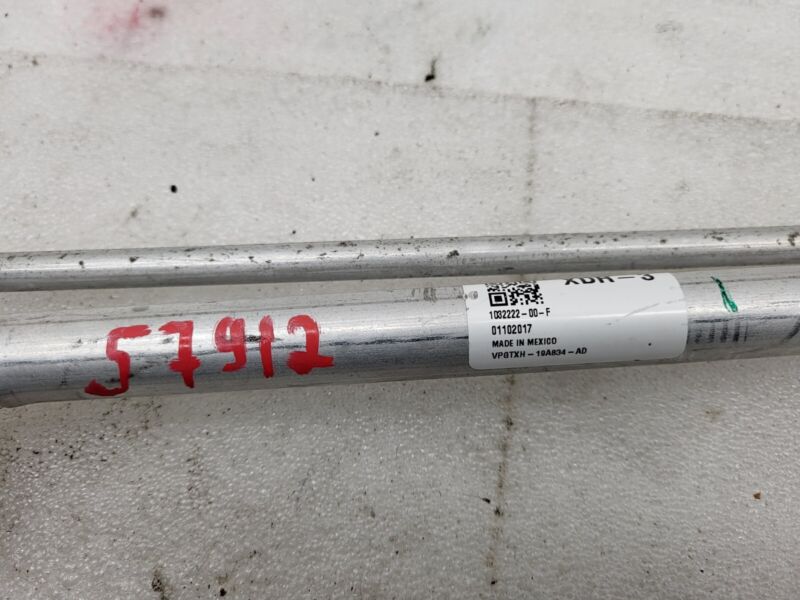 57912
1032222-00-F
01102017
MADE IN MEXICO
VPGTXH-19A834-AD